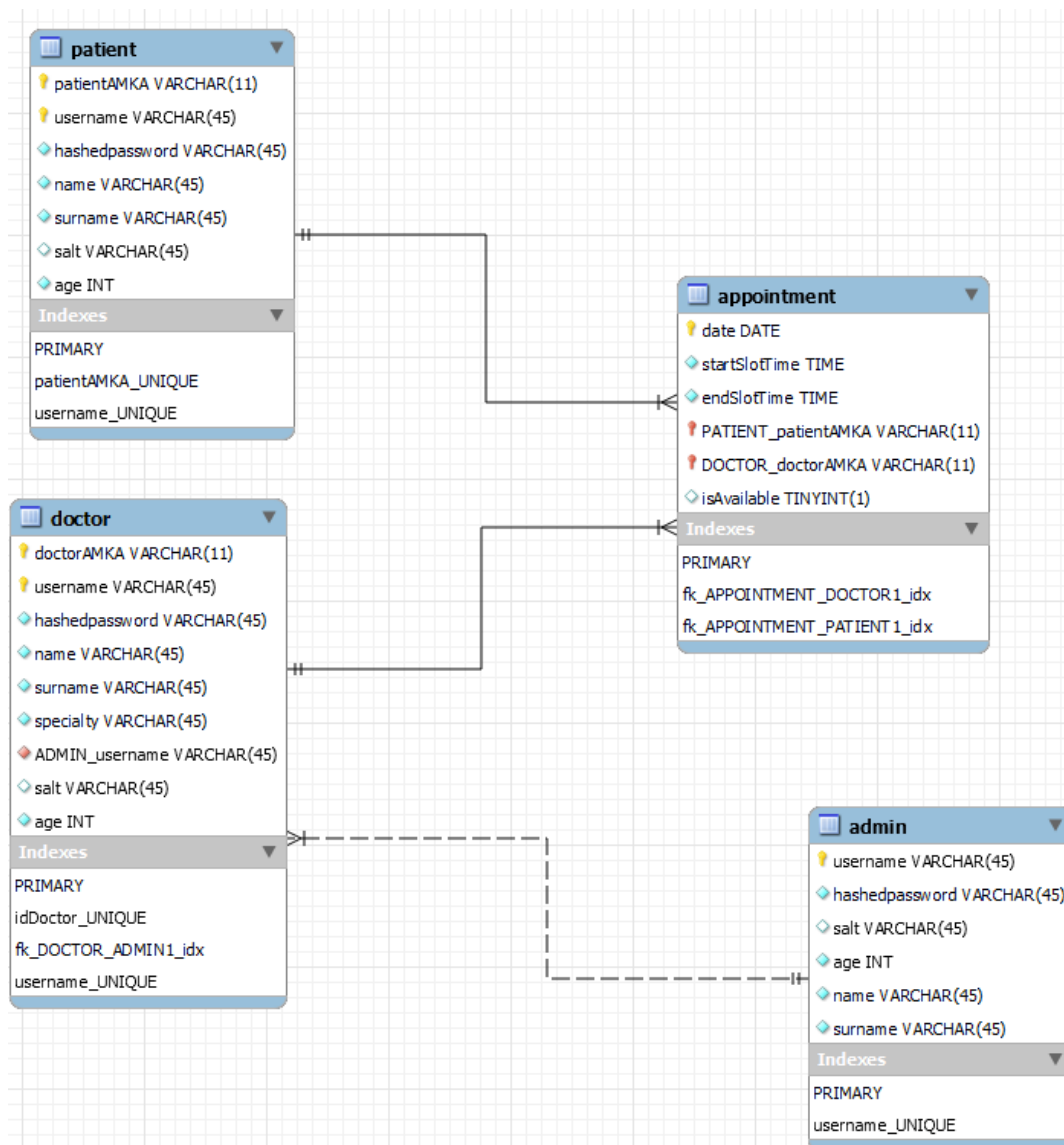 patient
patientAMKA VARCHAR(11)
username VARCHAR(45)
hashedpassword VARCHAR(45)
name VARCHAR(45)
surname VARCHAR(45)
salt VARCHAR(45)
age INT
Indexes
PRIMARY
patientAMKA_UNIQUE
username_UNIQUE
appointment
date DATE
startSlotTime TIME
endSlotTime TIME
PATIENT_patientAMKA VARCHAR(11)
DOCTOR_doctorAMKA VARCHAR(11)
isAvailable TINYINT(1)
Indexes
PRIMARY
fk_APPOINTMENT_DOCTOR1_idx
fk_APPOINTMENT_PATIENT1_idx
doctor
doctorAMKA VARCHAR(11)
username VARCHAR(45)
hashedpassword VARCHAR(45)
name VARCHAR(45)
surname VARCHAR(45)
specialty VARCHAR(45)
ADMIN_username VARCHAR(45)
salt VARCHAR(45)
age INT
Indexes
PRIMARY
idDoctor_UNIQUE
fk_DOCTOR_ADMIN1_idx
username_UNIQUE
admin
username VARCHAR(45)
hashedpassword VARCHAR(45)
salt VARCHAR(45)
age INT
name VARCHAR(45)
surname VARCHAR(45)
Indexes
PRIMARY
username_UNIQUE